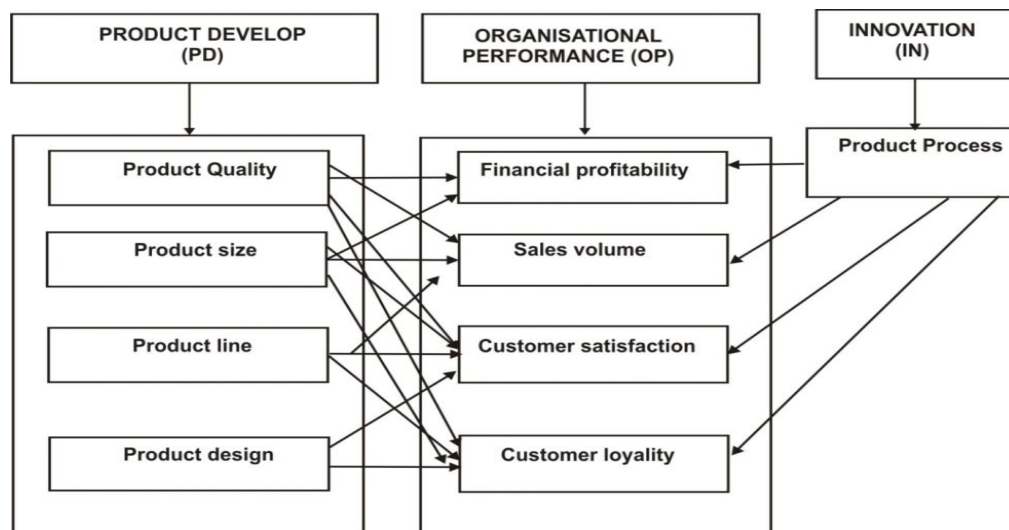 PRODUCT DEVELOP
(PD)
ORGANISATIONAL
PERFORMANCE (OP)
INNOVATION
(IN)
Product Quality
Product size
Product line
Product design
Financial profitability
Sales volume
Customer satisfaction
Customer loyality
Product Process